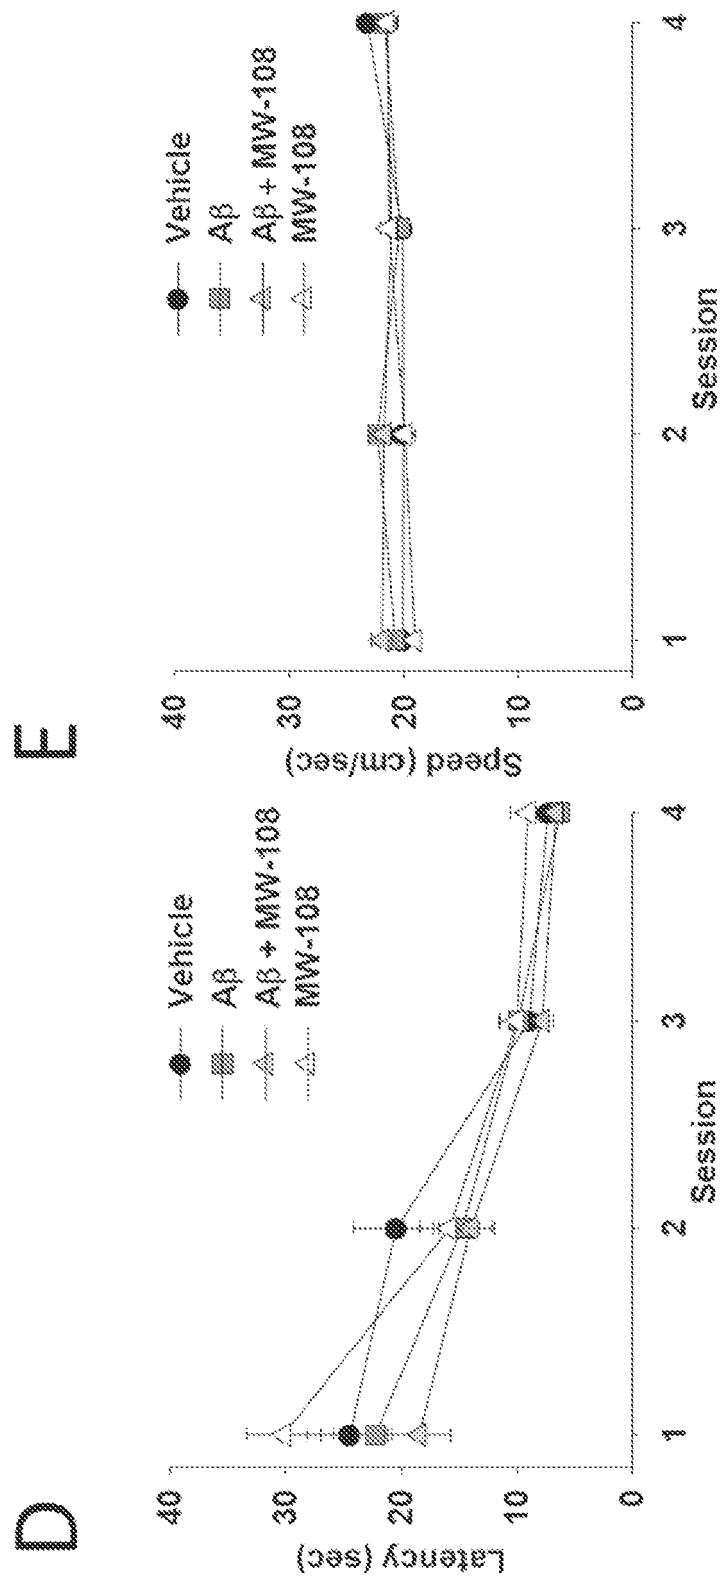 D
Latency (sec)
40
30
20
10
0
1
2
3
4
Session
Vehicle
Aβ
Aβ + MW-108
MW-108
E
Speed (cm/sec)
40
30
20
10
0
1
2
3
4
Session
Vehicle
Aβ
Aβ + MW-108
MW-108